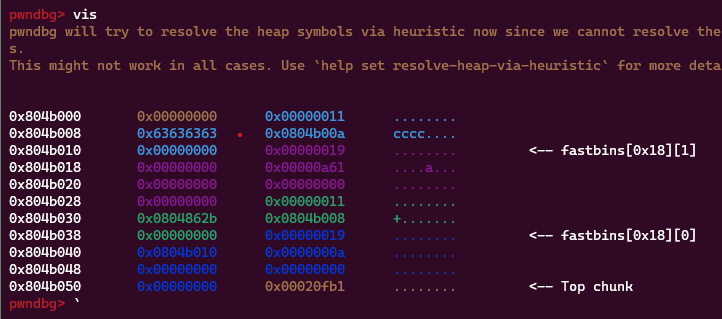 pwndbg> vis
pwndbg will try to resolve the heap symbols via heuristic now since we cannot resolve the
s.
This might not work in all cases. Use `help set resolve-heap-via-heuristic` for more deta
0x804b000 0x00000000 0x00000011 ........
0x804b008 0x63636363 0x0804b00a cccc....
0x804b010 0x00000000 0x00000019 ........ <-- fastbins[0x18][1]
0x804b018 0x00000000 0x00000a61 ....a...
0x804b020 0x00000000 0x00000000 ........
0x804b028 0x00000000 0x00000011 ........
0x804b030 0x0804862b 0x0804b008 +.......
0x804b038 0x00000000 0x00000019 ........ <-- fastbins[0x18][0]
0x804b040 0x0804b010 0x0000000a ........
0x804b048 0x00000000 0x00000000 ........
0x804b050 0x00000000 0x00020fb1 ........ <-- Top chunk
pwndbg> `